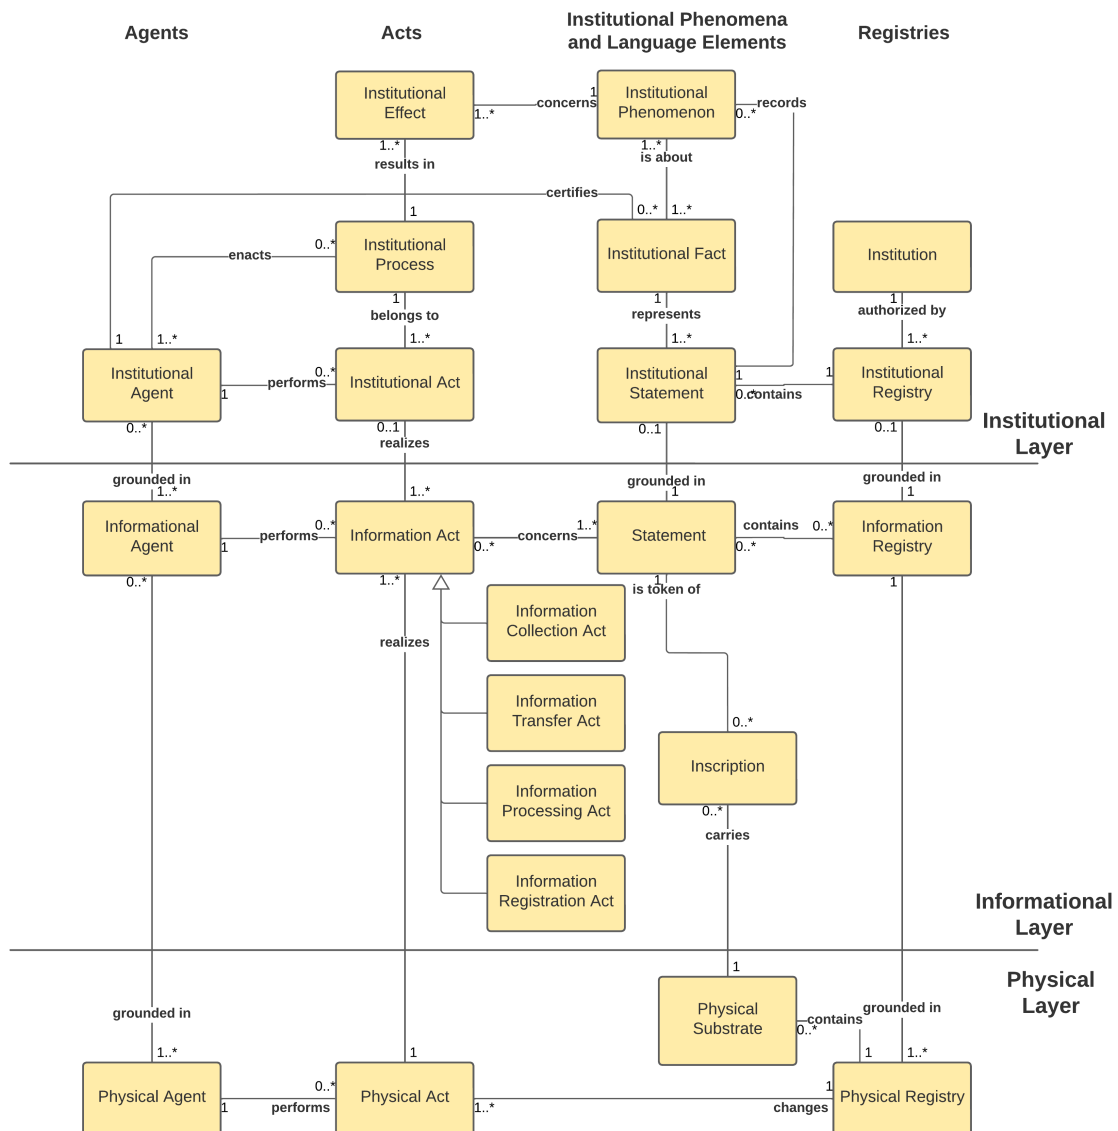 Agents
Acts
Institutional Phenomena
and Language Elements
Registries
Institutional
Effect
1..*
concerns
1
Institutional
Phenomenon
0..*
records
1..*
results in
1
1..*
is about
0..*
1..*
certifies
Institutional
Process
0..*
enacts
Institutional Fact
Institution
1
belongs to
1..*
1
represents
1..*
1
authorized by
1..*
1
1..*
Institutional
Agent
1
performs
0..*
Institutional Act
Institutional
Statement
1
0..*
contains
1
Institutional
Registry
0..*
0..1
realizes
0..1
0..1
Institutional
Layer
grounded in
1..*
1..*
grounded in
1
grounded in
1
Informational
Agent
1
performs
0..*
Information Act
0..*
concerns
1..*
Statement
0..*
contains
0..*
Information
Registry
0..*
1..*
1
is token of
1
Information
Collection Act
realizes
Information
Transfer Act
0..*
Inscription
Information
Processing Act
0..*
carries
Information
Registration Act
Informational
Layer
1
Physical
Layer
Physical
Substrate
0..*
contains
grounded in
grounded in
1..*
1
1
1..*
Physical Agent
1
performs
0..*
Physical Act
1..*
changes
1
Physical Registry